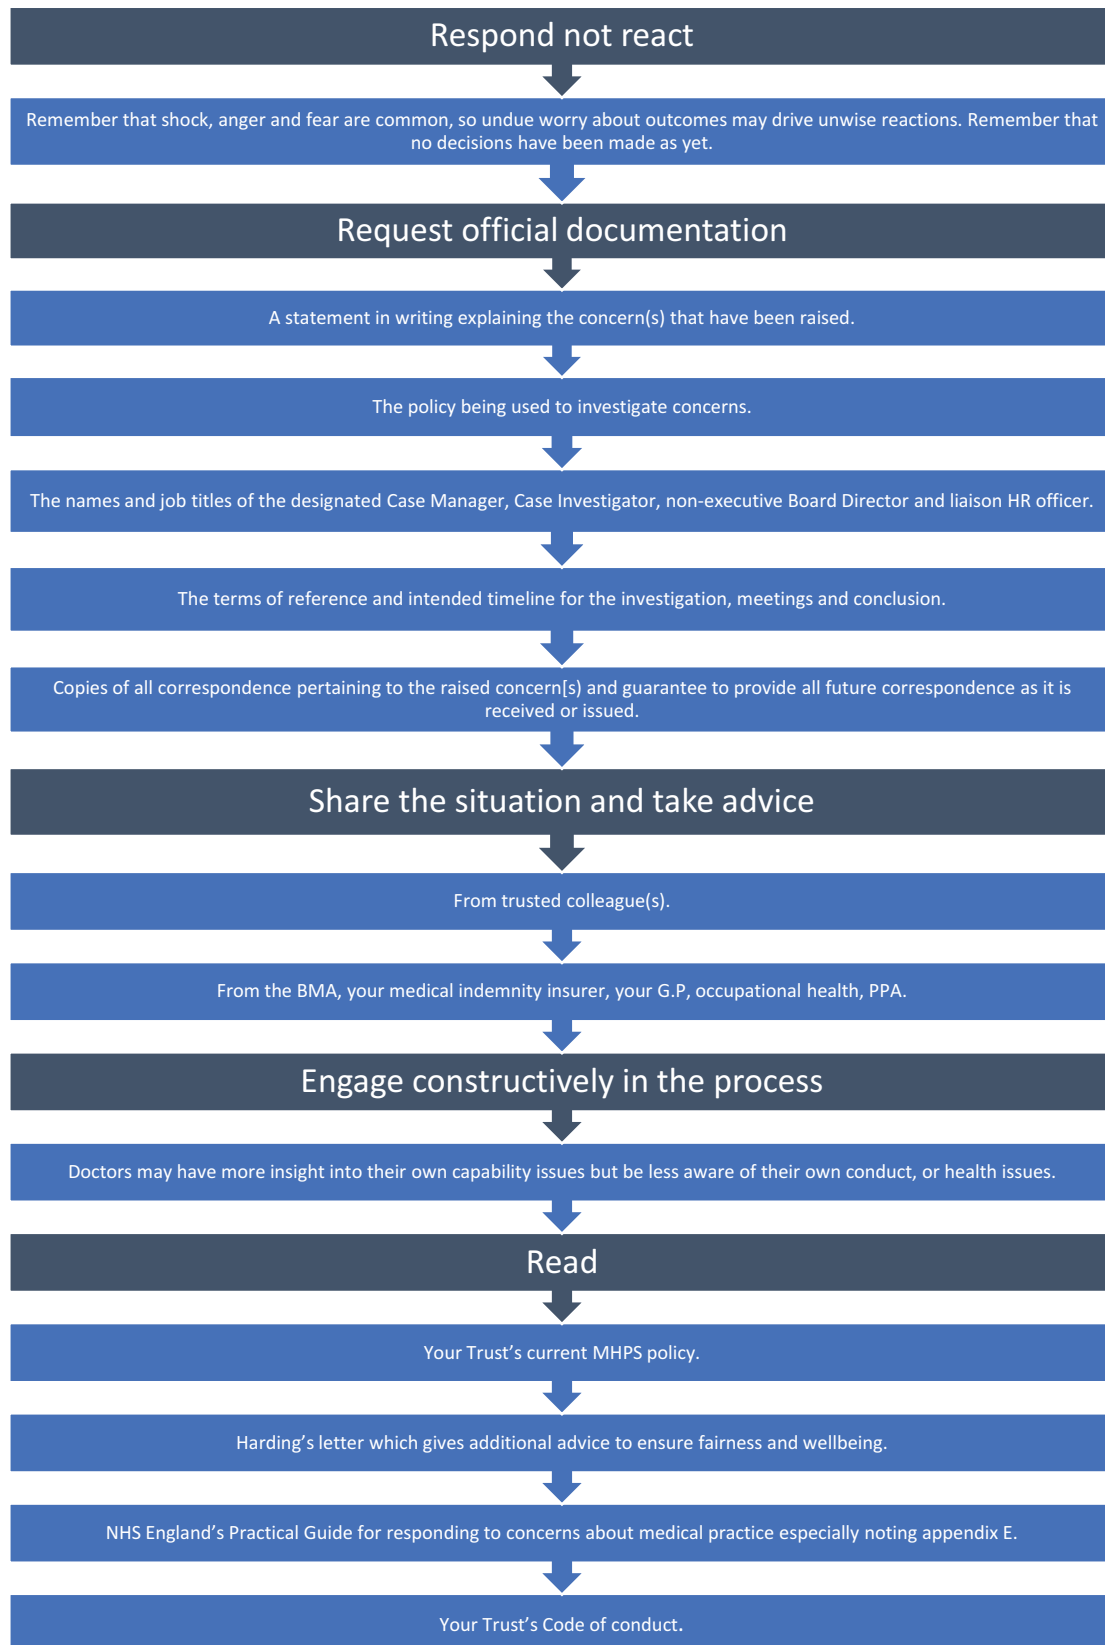 Respond not react
Remember that shock, anger and fear are common, so undue worry about outcomes may drive unwise reactions. Remember that
no decisions have been made as yet.
Request official documentation
A statement in writing explaining the concern(s) that have been raised.
The policy being used to investigate concerns.
The names and job titles of the designated Case Manager, Case Investigator, non-executive Board Director and liaison HR officer.
The terms of reference and intended timeline for the investigation, meetings and conclusion.
Copies of all correspondence pertaining to the raised concern[s) and guarantee to provide all future correspondence as it is
received or issued.
Share the situation and take advice
From trusted colleague(s).
From the BMA, your medical indemnity insurer, your G.P, occupational health, PPA.
Engage constructively in the process
Doctors may have more insight into their own capability issues but be less aware of their own conduct, or health issues.
Read
Your Trust's current MHPS policy.
Harding's letter which gives additional advice to ensure fairness and wellbeing.
NHS England's Practical Guide for responding to concerns about medical practice especially noting appendix E.
Your Trust's Code of conduct.